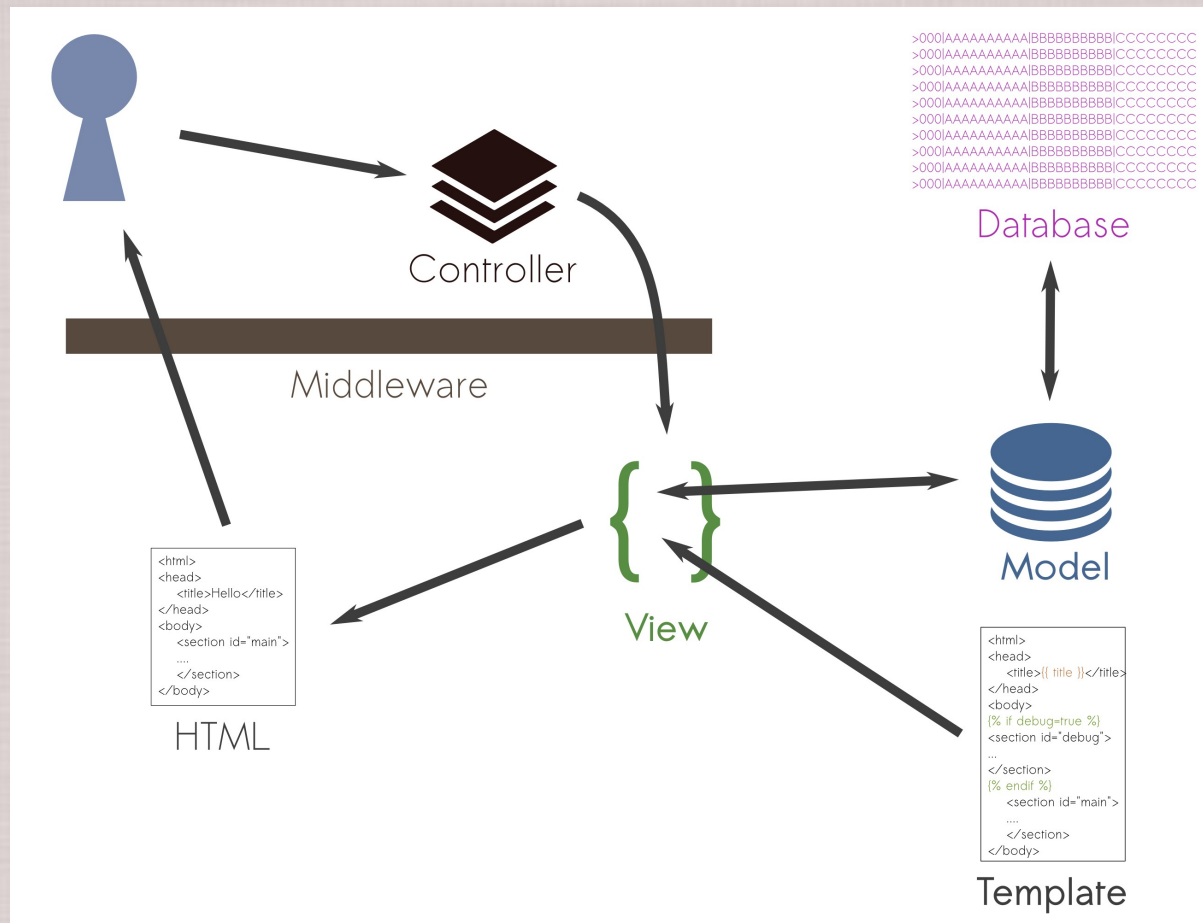 >000|AAAAAAAAAA|BBBBBBBBBB|CCCCCCCC
>000|AAAAAAAAAA|BBBBBBBBBB|CCCCCCCC
>000|AAAAAAAAAA|BBBBBBBBBB|CCCCCCCC
>000|AAAAAAAAAA|BBBBBBBBBB|CCCCCCCC
>000|AAAAAAAAAA|BBBBBBBBBB|CCCCCCCC
>000|AAAAAAAAAA|BBBBBBBBBB|CCCCCCCC
>000|AAAAAAAAAA|BBBBBBBBBB|CCCCCCCC
>000|AAAAAAAAAA|BBBBBBBBBB|CCCCCCCC
>000|AAAAAAAAAA|BBBBBBBBBB|CCCCCCCC
>000|AAAAAAAAAA|BBBBBBBBBB|CCCCCCCC
Database
Controller
Middleware
{ }
View
Model
<html>
<head>
<title>Hello</title>
</head>
<body>
<section id="main">
....
</section>
</body>
HTML
<html>
<head>
<title>{{ title }}</title>
</head>
<body>
{% if debug=true %}
<section id="debug">
...
</section>
{% endif %}
<section id="main">
....
</section>
</body>
Template